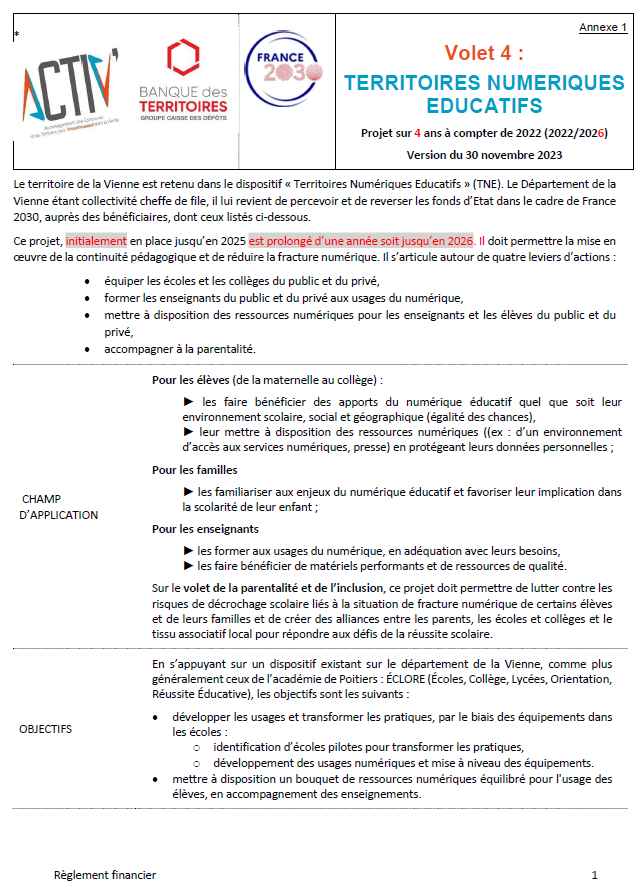 Annexe 1
*
ACTIV'
Accompagnement des Communes
et du Territoire par l'Investissement dans la Vienne
BANQUE des
TERRITOIRES
GROUPE CAISSE DES DÉPÔTS
FRANCE
2030
Volet 4 :
TERRITOIRES NUMERIQUES
EDUCATIFS
Projet sur 4 ans à compter de 2022 (2022/2026)
Version du 30 novembre 2023
Le territoire de la Vienne est retenu dans le dispositif « Territoires Numériques Educatifs » (TNE). Le Département de la
Vienne étant collectivité cheffe de file, il lui revient de percevoir et de reverser les fonds d'Etat dans le cadre de France
2030, auprès des bénéficiaires, dont ceux listés ci-dessous.
Ce projet, initialement en place jusqu'en 2025 est prolongé d'une année soit jusqu'en 2026. Il doit permettre la mise en
œuvre de la continuité pédagogique et de réduire la fracture numérique. Il s'articule autour de quatre leviers d'actions :
• équiper les écoles et les collèges du public et du privé,
• former les enseignants du public et du privé aux usages du numérique,
• mettre à disposition des ressources numériques pour les enseignants et les élèves du public et du
privé,
• accompagner à la parentalité.
CHAMP
D'APPLICATION
Pour les élèves (de la maternelle au collège) :
► les faire bénéficier des apports du numérique éducatif quel que soit leur
environnement scolaire, social et géographique (égalité des chances),
► leur mettre à disposition des ressources numériques ((ex : d'un environnement
d'accès aux services numériques, presse) en protégeant leurs données personnelles ;
Pour les familles
► les familiariser aux enjeux du numérique éducatif et favoriser leur implication dans
la scolarité de leur enfant ;
Pour les enseignants
► les former aux usages du numérique, en adéquation avec leurs besoins,
► les faire bénéficier de matériels performants et de ressources de qualité.
Sur le volet de la parentalité et de l'inclusion, ce projet doit permettre de lutter contre les
risques de décrochage scolaire liés à la situation de fracture numérique de certains élèves
et de leurs familles et de créer des alliances entre les parents, les écoles et collèges et le
tissu associatif local pour répondre aux défis de la réussite scolaire.
OBJECTIFS
En s'appuyant sur un dispositif existant sur le département de la Vienne, comme plus
généralement ceux de l'académie de Poitiers : ÉCLORE (Écoles, Collège, Lycées, Orientation,
Réussite Éducative), les objectifs sont les suivants :
• développer les usages et transformer les pratiques, par le biais des équipements dans
les écoles :
○ identification d'écoles pilotes pour transformer les pratiques,
○ développement des usages numériques et mise à niveau des équipements.
• mettre à disposition un bouquet de ressources numériques équilibré pour l'usage des
élèves, en accompagnement des enseignements.
Règlement financier
1